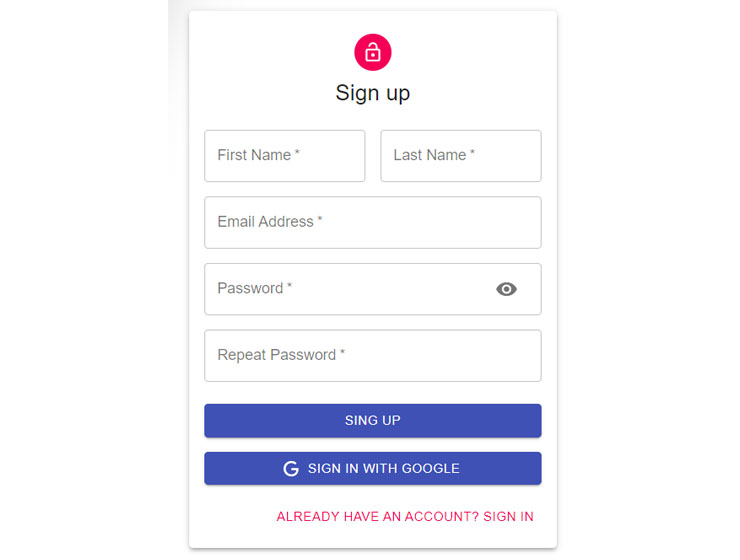 Sign up
First Name *
Last Name *
Email Address *
Password *
Repeat Password *
SING UP
G SIGN IN WITH GOOGLE
ALREADY HAVE AN ACCOUNT? SIGN IN